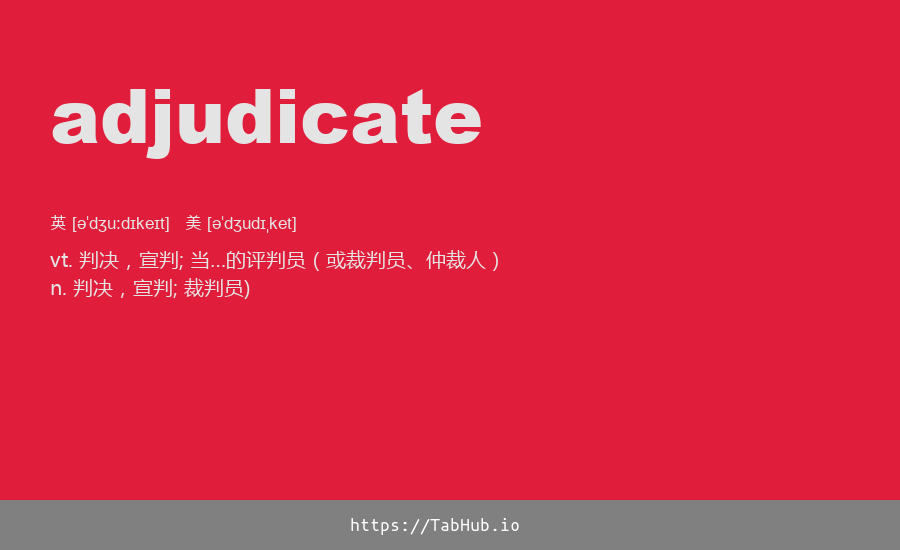 adjudicate
英 [əˈdʒuːdɪkeɪt] 美 [əˈdʒudɪˌket]
vt. 判决，宣判; 当...的评判员（或裁判员、仲裁人）
n. 判决，宣判; 裁判员)
https://TabHub.io